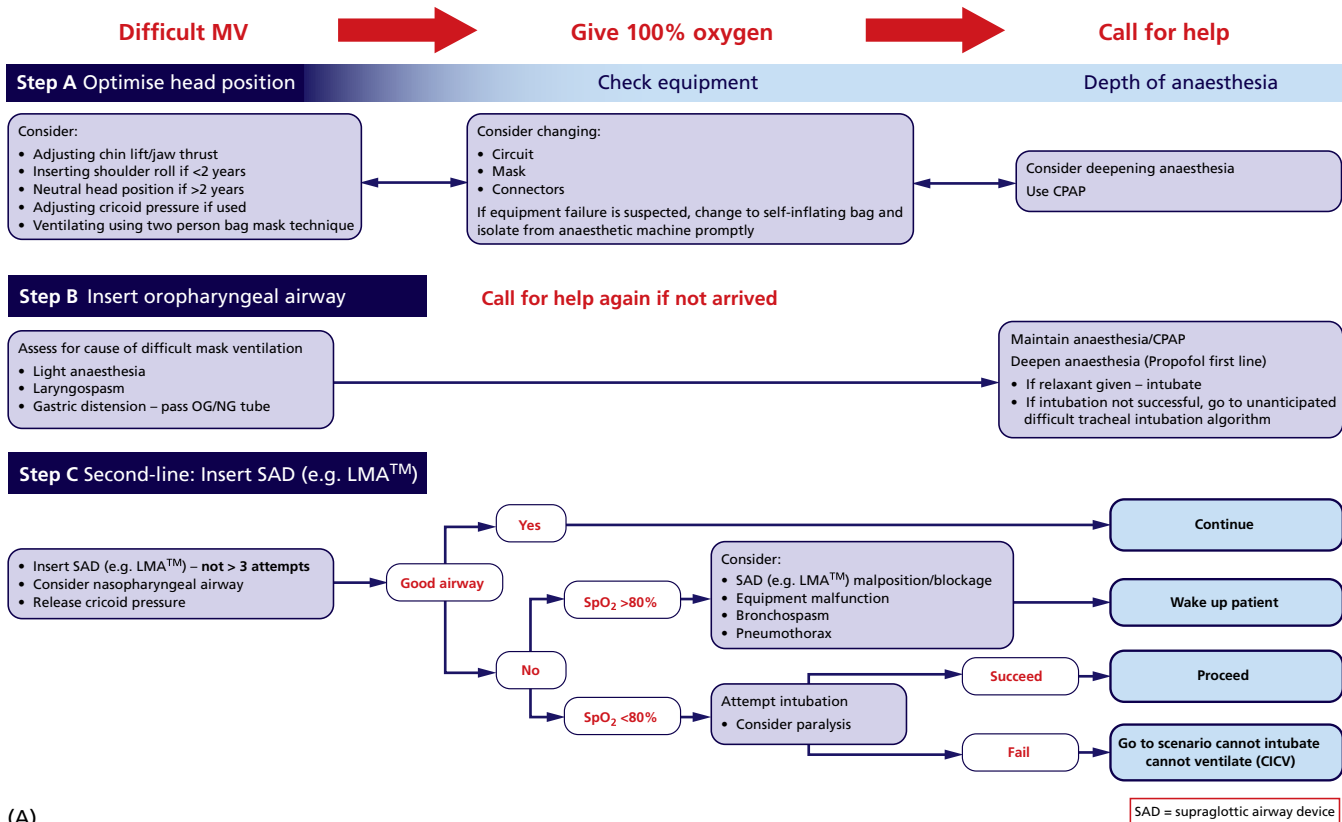 Difficult MV
Give 100% oxygen
Call for help
Step A Optimise head position
Check equipment
Depth of anaesthesia
Consider:
• Adjusting chin lift/jaw thrust
• Inserting shoulder roll if <2 years
• Neutral head position if >2 years
• Adjusting cricoid pressure if used
• Ventilating using two person bag mask technique
Consider changing:
• Circuit
• Mask
• Connectors
If equipment failure is suspected, change to self-inflating bag and
isolate from anaesthetic machine promptly
Consider deepening anaesthesia
Use CPAP
Step B Insert oropharyngeal airway
Call for help again if not arrived
Assess for cause of difficult mask ventilation
• Light anaesthesia
• Laryngospasm
• Gastric distension – pass OG/NG tube
Maintain anaesthesia/CPAP
Deepen anaesthesia (Propofol first line)
• If relaxant given – intubate
• If intubation not successful, go to unanticipated
difficult tracheal intubation algorithm
Step C Second-line: Insert SAD (e.g. LMA™)
• Insert SAD (e.g. LMA™) – not > 3 attempts
• Consider nasopharyngeal airway
• Release cricoid pressure
Good airway
Yes
Continue
No
SpO₂ >80%
Consider:
• SAD (e.g. LMA™) malposition/blockage
• Equipment malfunction
• Bronchospasm
• Pneumothorax
Wake up patient
SpO₂ <80%
Attempt intubation
• Consider paralysis
Succeed
Proceed
Fail
Go to scenario cannot intubate
cannot ventilate (CICV)
SAD = supraglottic airway device
(A)